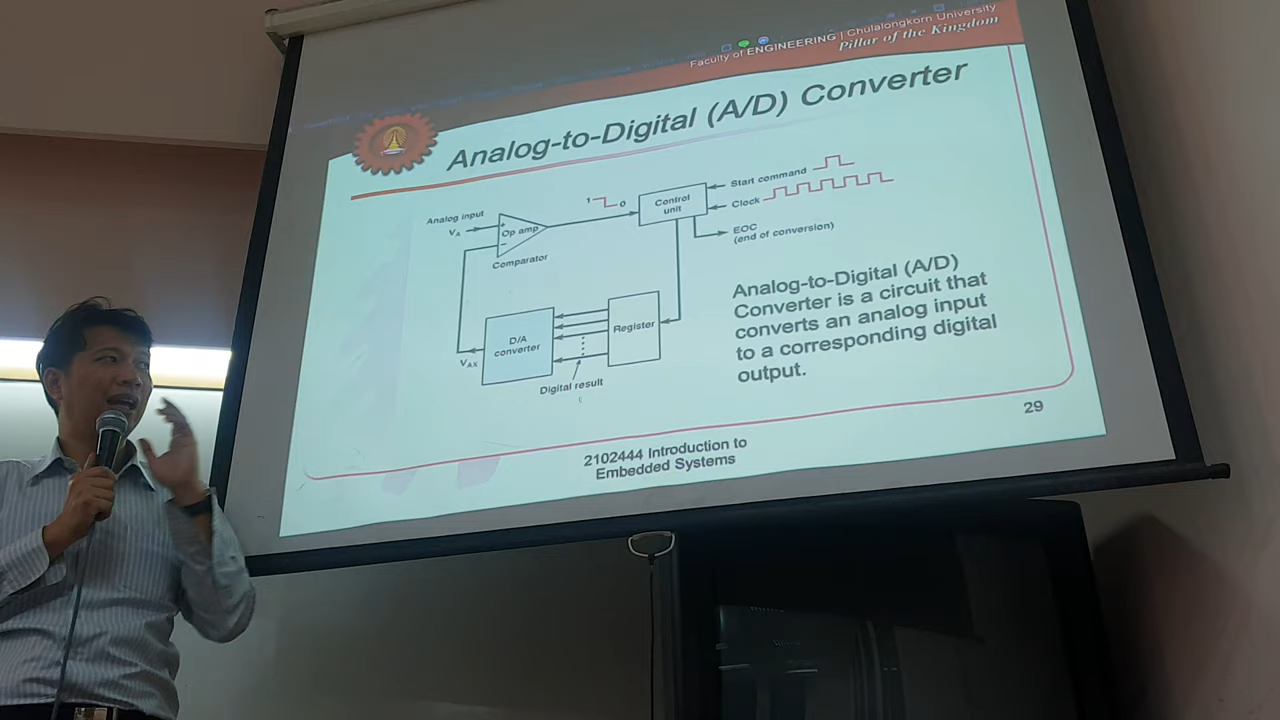 Faculty of ENGINEERING | Chulalongkorn University
Pillar of the Kingdom
Analog-to-Digital (A/D) Converter
Analog input
VA
+
Op amp
−
Comparator
1
0
Control
unit
Start command
Clock
EOC
(end of conversion)
D/A
converter
Register
VAX
Digital result
Analog-to-Digital (A/D)
Converter is a circuit that
converts an analog input
to a corresponding digital
output.
29
2102444 Introduction to
Embedded Systems